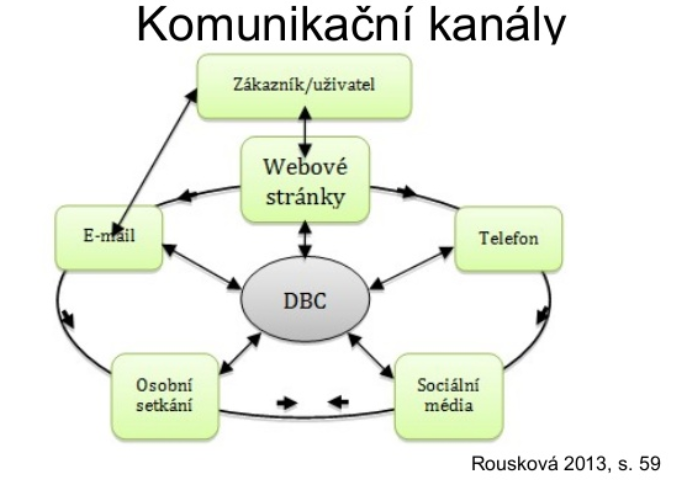 Komunikační kanály
Zákazník/uživatel
Webové
stránky
E-mail
Telefon
DBC
Osobní
setkání
Sociální
média
Rousková 2013, s. 59